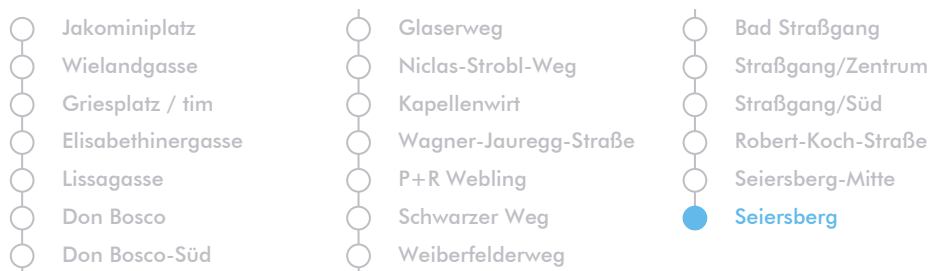 Jakominiplatz
Wielandgasse
Griesplatz / tim
Elisabethinergasse
Lissagasse
Don Bosco
Don Bosco-Süd
Glaserweg
Niclas-Strobl-Weg
Kapellenwirt
Wagner-Jauregg-Straße
P+R Webling
Schwarzer Weg
Weiberfelderweg
Bad Straßgang
Straßgang/Zentrum
Straßgang/Süd
Robert-Koch-Straße
Seiersberg-Mitte
Seiersberg